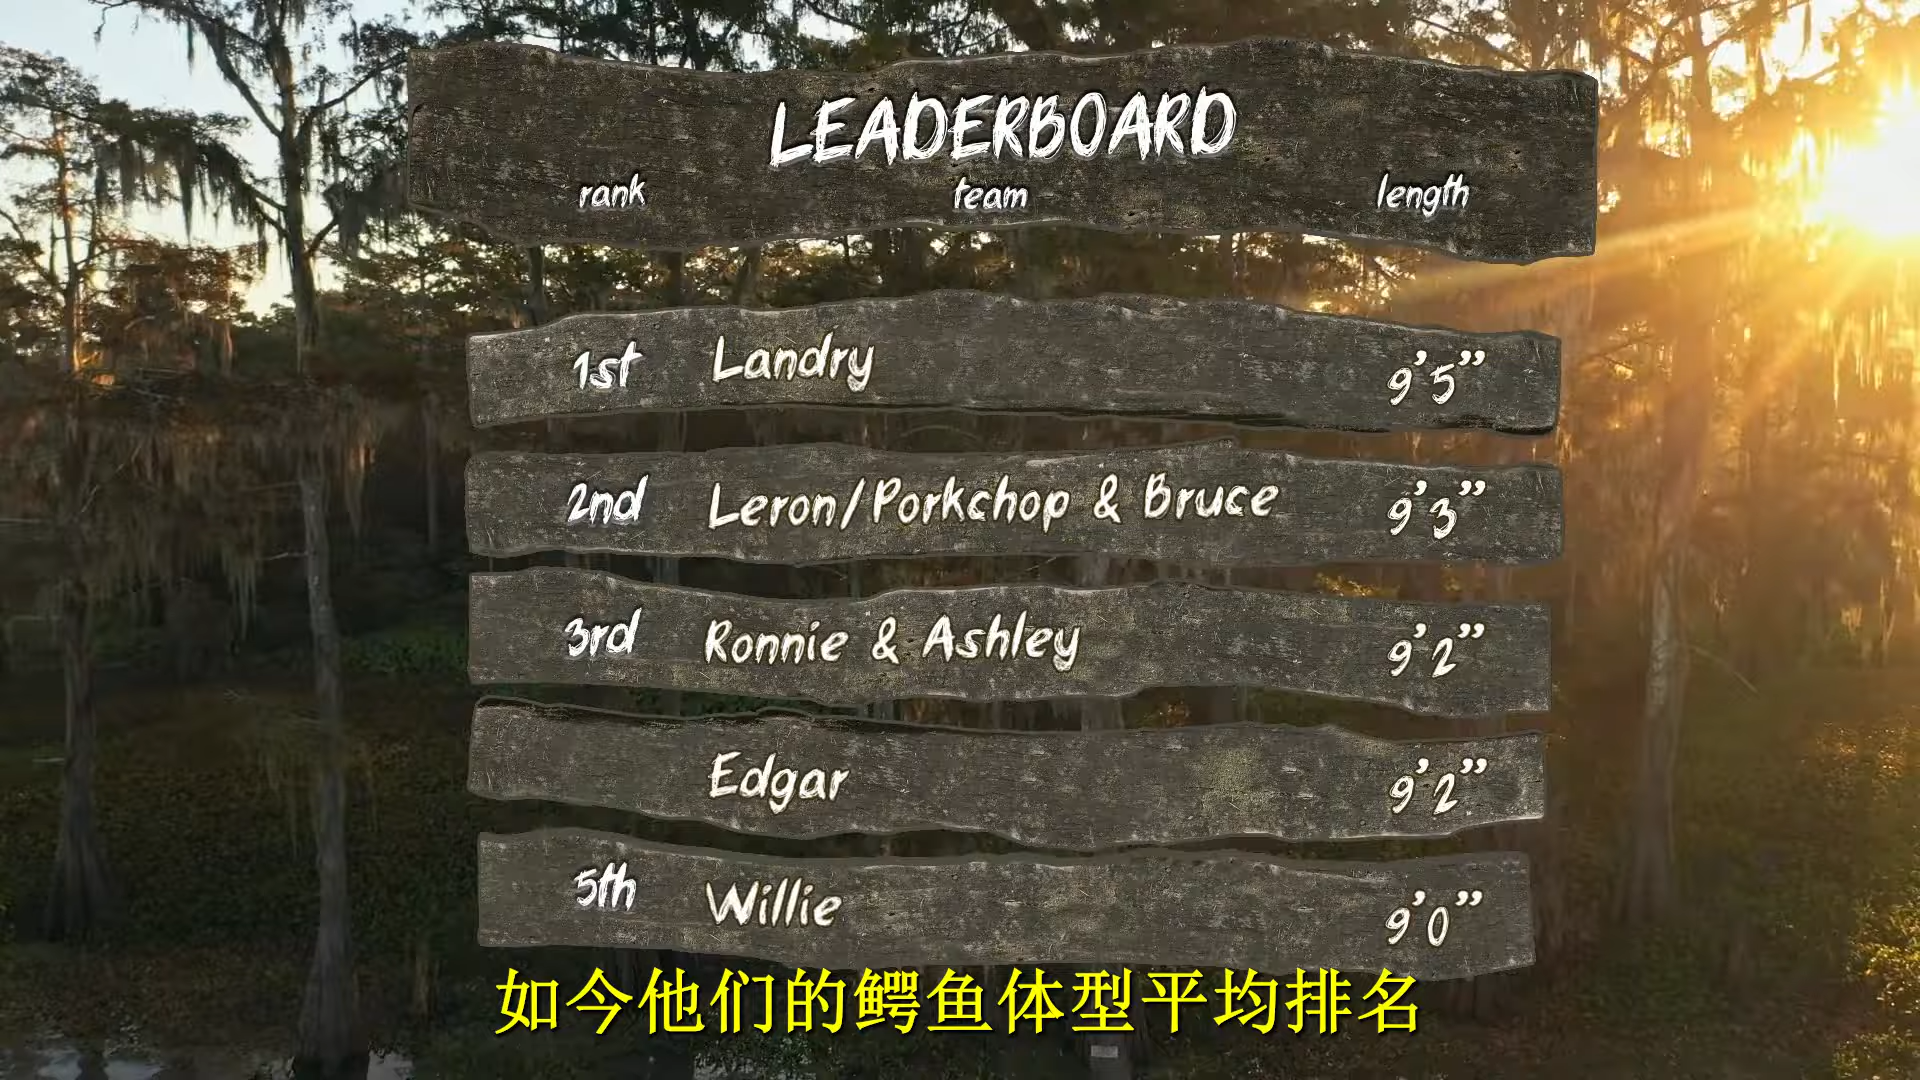 LEADERBOARD
rank team length
1st Landry 9’5”
2nd Leron/Porkchop & Bruce 9’3”
3rd Ronnie & Ashley 9’2”
Edgar 9’2”
5th Willie 9’0”
如今他们的鳄鱼体型平均排名